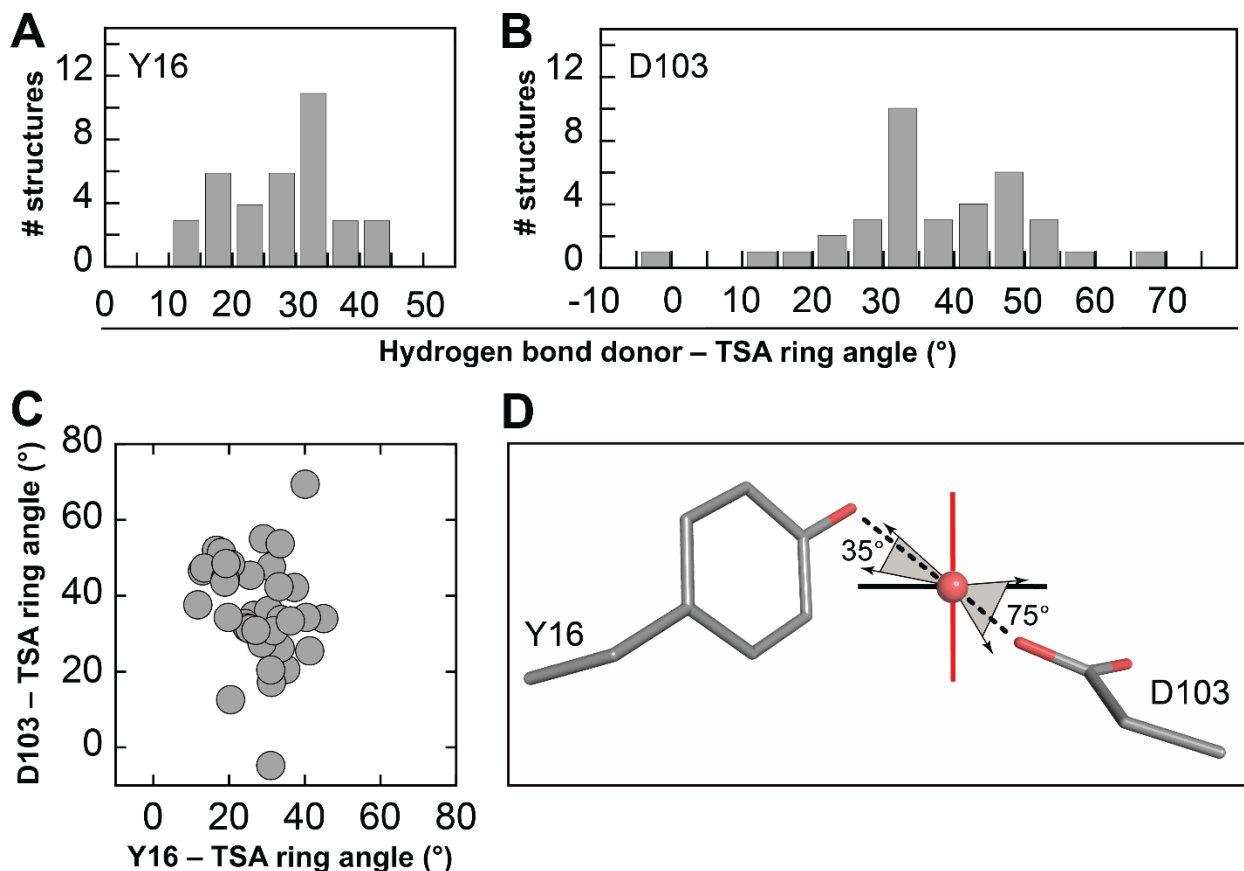 A
Y16
# structures
12
8
4
0
0 10 20 30 40 50
B
D103
# structures
12
8
4
0
-10 0 10 20 30 40 50 60 70
Hydrogen bond donor – TSA ring angle (°)
C
D103 – TSA ring angle (°)
80
60
40
20
0
0 20 40 60 80
Y16 – TSA ring angle (°)
D
35°
75°
Y16
D103